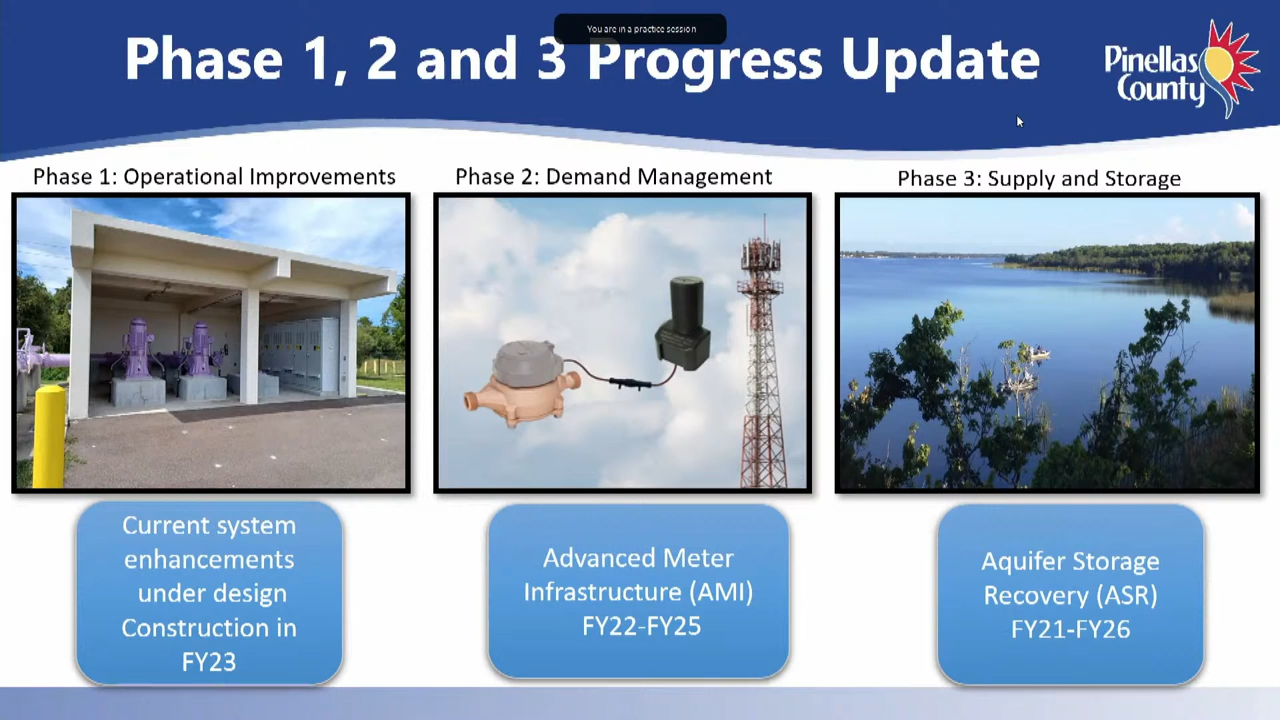 You are in a practice session
Phase 1, 2 and 3 Progress Update
Pinellas
County
Phase 1: Operational Improvements
Phase 2: Demand Management
Phase 3: Supply and Storage
Current system
enhancements
under design
Construction in
FY23
Advanced Meter
Infrastructure (AMI)
FY22-FY25
Aquifer Storage
Recovery (ASR)
FY21-FY26